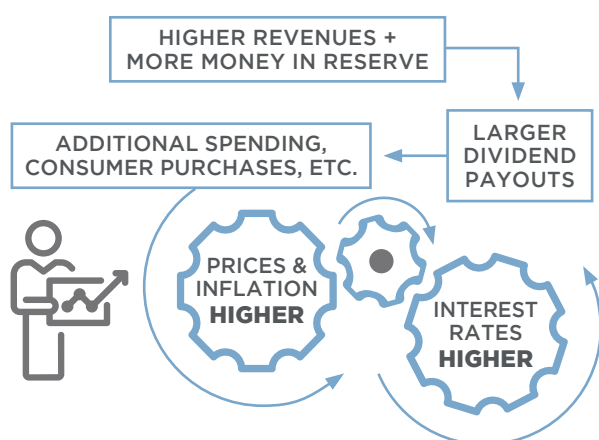 HIGHER REVENUES +
MORE MONEY IN RESERVE
LARGER
DIVIDEND
PAYOUTS
ADDITIONAL SPENDING,
CONSUMER PURCHASES, ETC.
PRICES &
INFLATION
HIGHER
INTEREST
RATES
HIGHER